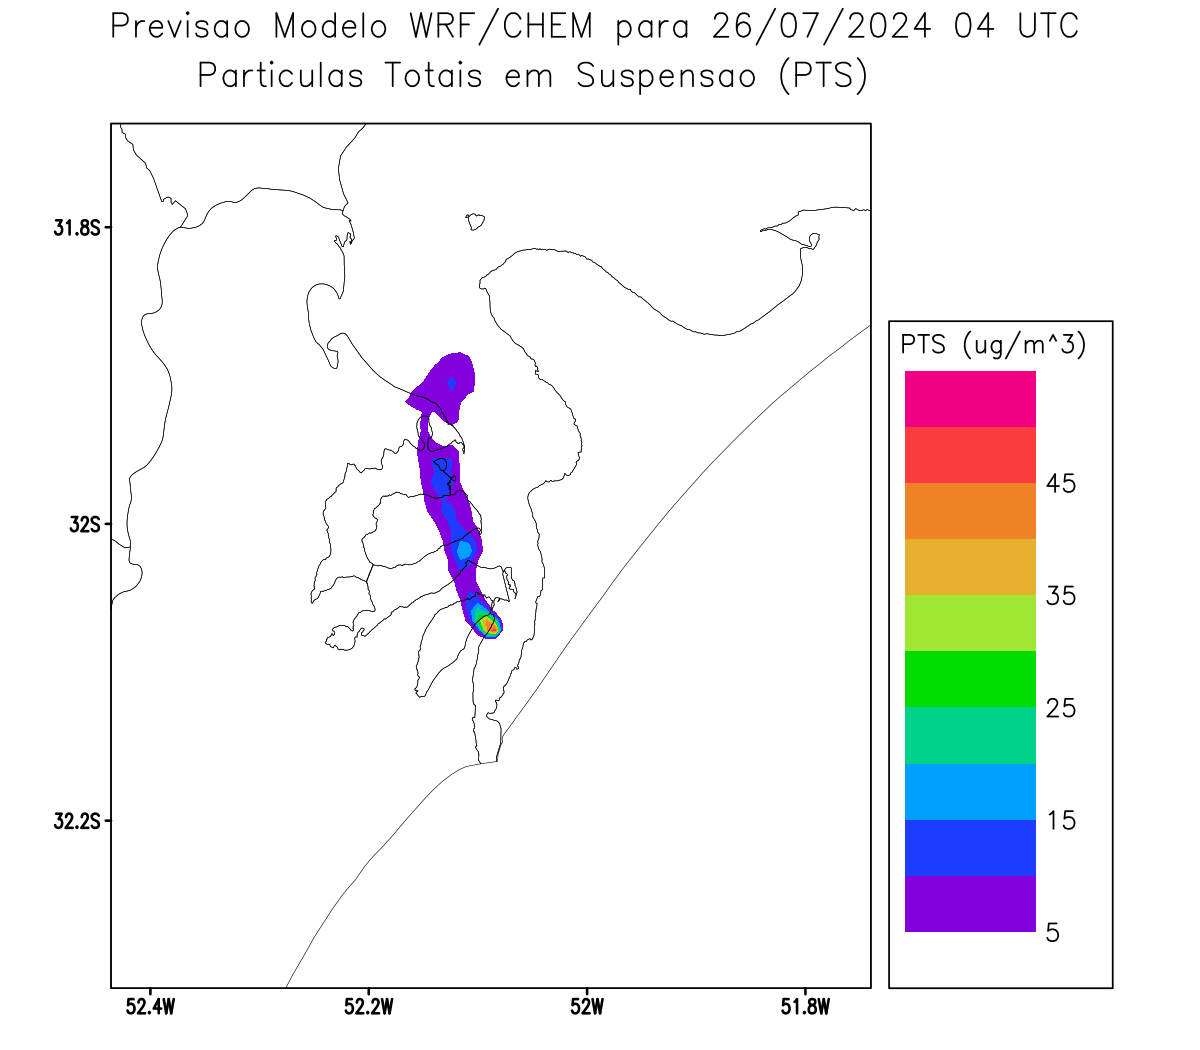 Previsao Modelo WRF/CHEM para 26/07/2024 04 UTC
Particulas Totais em Suspensao (PTS)
31.8S
32S
32.2S
52.4W
52.2W
52W
51.8W
PTS (ug/m^3)
45
35
25
15
5